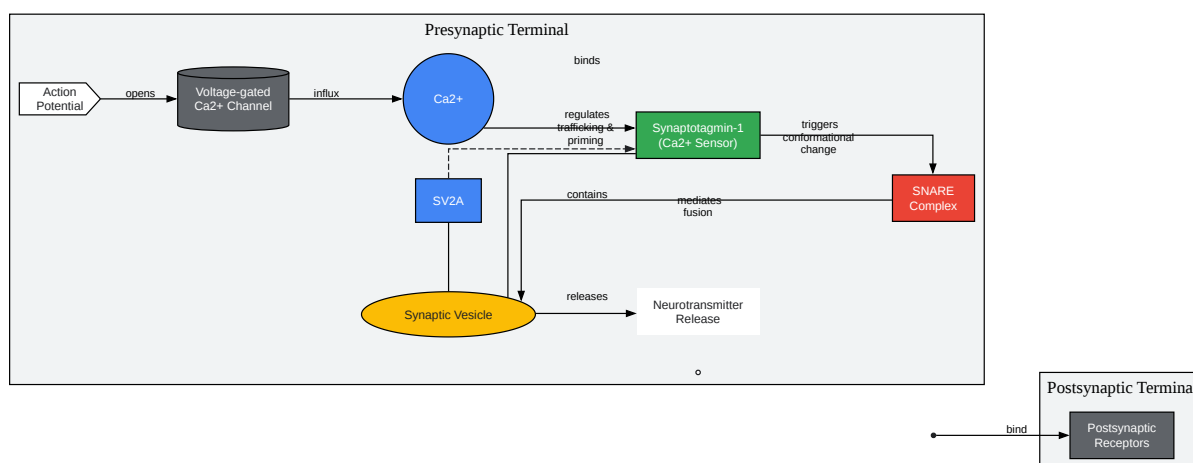 Presynaptic Terminal
Action
Potential
opens
Voltage-gated
Ca2+ Channel
influx
Ca2+
binds
regulates
trafficking &
priming
Synaptotagmin-1
(Ca2+ Sensor)
triggers
conformational
change
SV2A
contains
mediates
fusion
SNARE
Complex
Synaptic Vesicle
releases
Neurotransmitter
Release
Postsynaptic Termina
bind
Postsynaptic
Receptors